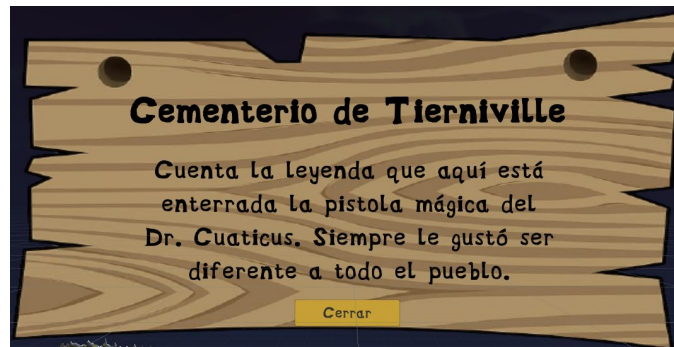 Cementerio de Tierniville
Cuenta la leyenda que aquí está
enterrada la pistola mágica del
Dr. Cuaticus. Siempre le gustó ser
diferente a todo el pueblo.
Cerrar